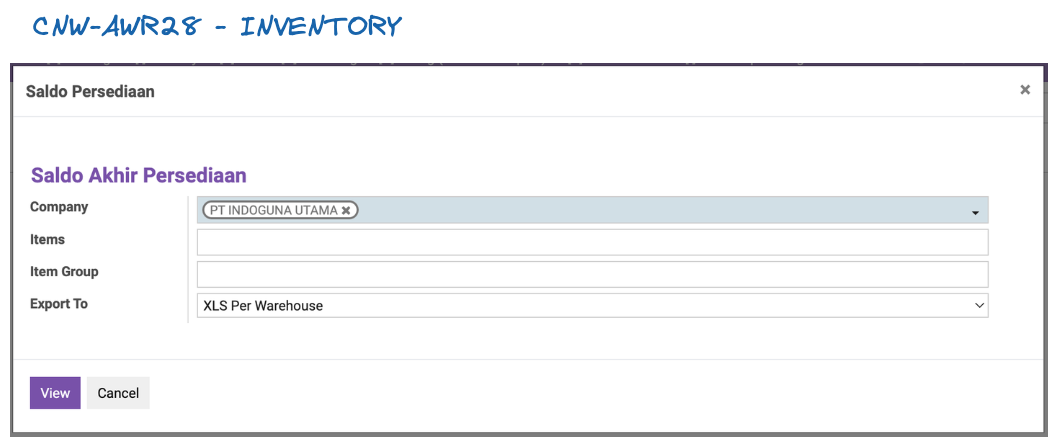 CNW-AWR28 - INVENTORY
Saldo Persediaan ×
Saldo Akhir Persediaan
Company PT INDOGUNA UTAMA ×
Items
Item Group
Export To XLS Per Warehouse
View Cancel